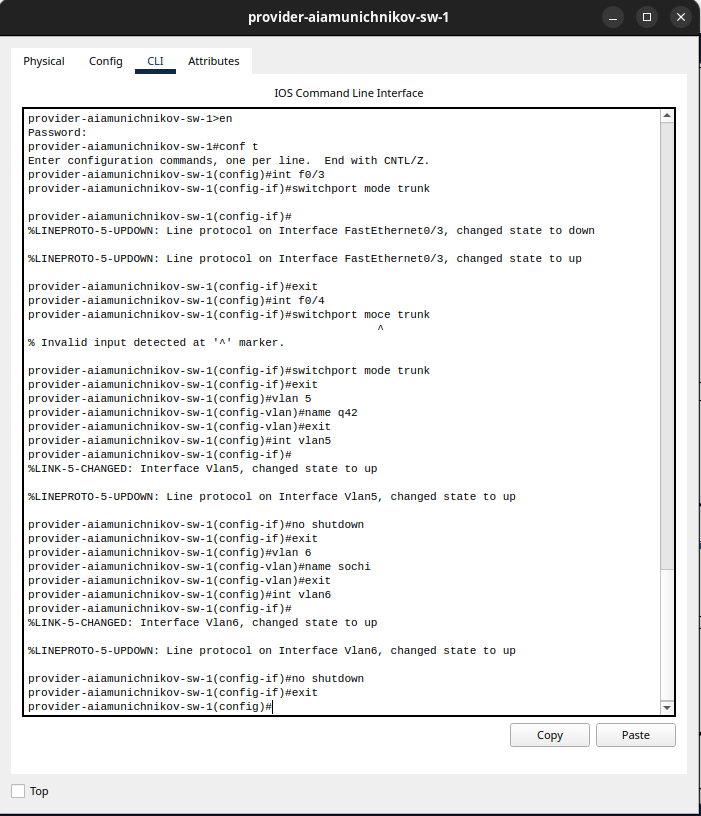 provider-aiamunichnikov-sw-1
Physical Config CLI Attributes
IOS Command Line Interface
provider-aiamunichnikov-sw-1>en
Password:
provider-aiamunichnikov-sw-1#conf t
Enter configuration commands, one per line.  End with CNTL/Z.
provider-aiamunichnikov-sw-1(config)#int f0/3
provider-aiamunichnikov-sw-1(config-if)#switchport mode trunk
provider-aiamunichnikov-sw-1(config-if)#
%LINEPROTO-5-UPDOWN: Line protocol on Interface FastEthernet0/3, changed state to down
%LINEPROTO-5-UPDOWN: Line protocol on Interface FastEthernet0/3, changed state to up
provider-aiamunichnikov-sw-1(config-if)#exit
provider-aiamunichnikov-sw-1(config)#int f0/4
provider-aiamunichnikov-sw-1(config-if)#switchport moce trunk
^
% Invalid input detected at '^' marker.
provider-aiamunichnikov-sw-1(config-if)#switchport mode trunk
provider-aiamunichnikov-sw-1(config-if)#exit
provider-aiamunichnikov-sw-1(config)#vlan 5
provider-aiamunichnikov-sw-1(config-vlan)#name q42
provider-aiamunichnikov-sw-1(config-vlan)#exit
provider-aiamunichnikov-sw-1(config)#int vlan5
provider-aiamunichnikov-sw-1(config-if)#
%LINK-5-CHANGED: Interface Vlan5, changed state to up
%LINEPROTO-5-UPDOWN: Line protocol on Interface Vlan5, changed state to up
provider-aiamunichnikov-sw-1(config-if)#no shutdown
provider-aiamunichnikov-sw-1(config-if)#exit
provider-aiamunichnikov-sw-1(config)#vlan 6
provider-aiamunichnikov-sw-1(config-vlan)#name sochi
provider-aiamunichnikov-sw-1(config-vlan)#exit
provider-aiamunichnikov-sw-1(config)#int vlan6
provider-aiamunichnikov-sw-1(config-if)#
%LINK-5-CHANGED: Interface Vlan6, changed state to up
%LINEPROTO-5-UPDOWN: Line protocol on Interface Vlan6, changed state to up
provider-aiamunichnikov-sw-1(config-if)#no shutdown
provider-aiamunichnikov-sw-1(config-if)#exit
provider-aiamunichnikov-sw-1(config)#
Copy Paste
Top